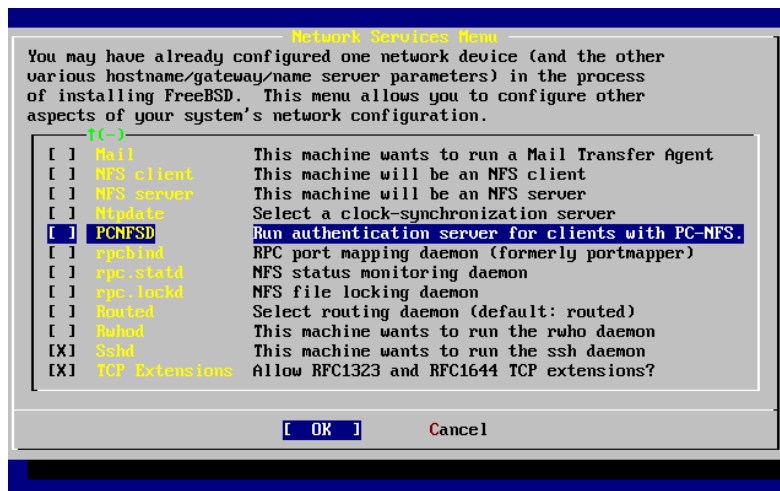 Network Services Menu
You may have already configured one network device (and the other
various hostname/gateway/name server parameters) in the process
of installing FreeBSD.  This menu allows you to configure other
aspects of your system's network configuration.
↑(-)
[ ] Mail This machine wants to run a Mail Transfer Agent
[ ] NFS client This machine will be an NFS client
[ ] NFS server This machine will be an NFS server
[ ] Ntpdate Select a clock-synchronization server
[ ] PCNFSD Run authentication server for clients with PC-NFS.
[ ] rpcbind RPC port mapping daemon (formerly portmapper)
[ ] rpc.statd NFS status monitoring daemon
[ ] rpc.lockd NFS file locking daemon
[ ] Routed Select routing daemon (default: routed)
[ ] Rwhod This machine wants to run the rwho daemon
[X] Sshd This machine wants to run the ssh daemon
[X] TCP Extensions Allow RFC1323 and RFC1644 TCP extensions?
[ OK ] Cancel